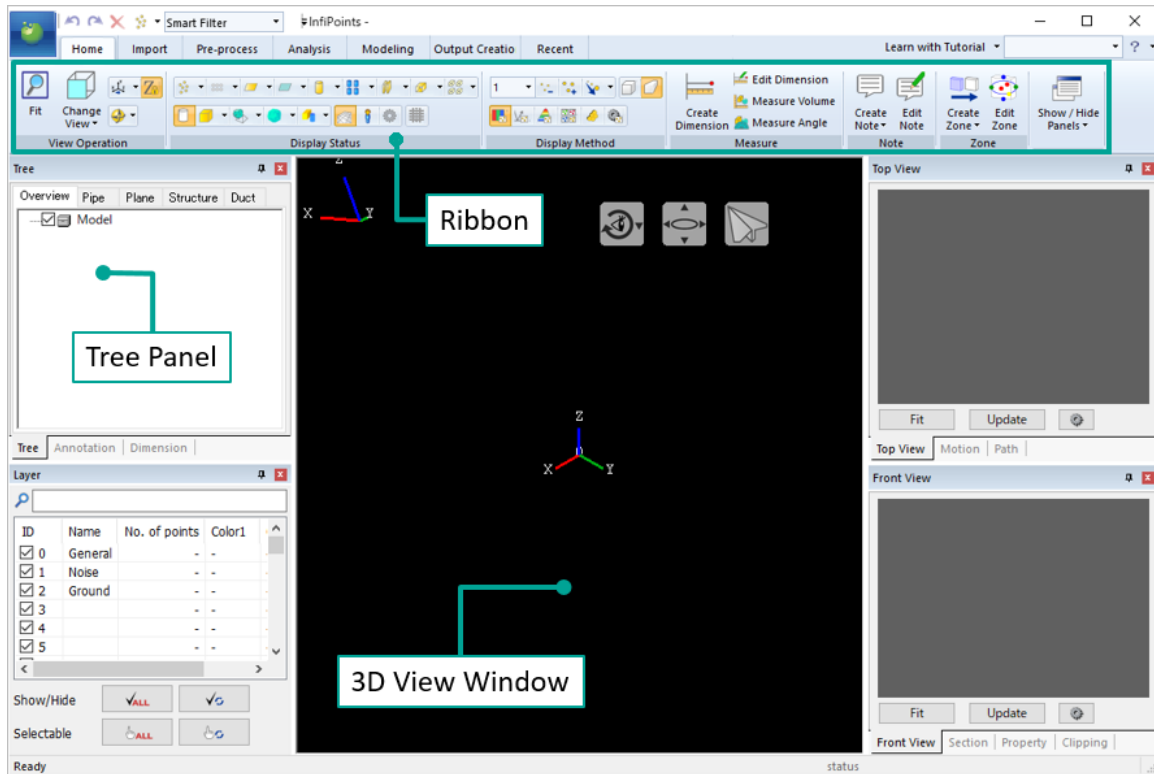 Smart Filter
InfiPoints -
Home Import Pre-process Analysis Modeling Output Creatio Recent
Learn with Tutorial
?
Fit
Change
View
View Operation
Display Status
1
Display Method
Create
Dimension
Edit Dimension
Measure Volume
Measure Angle
Measure
Create
Note
Edit
Note
Note
Create
Zone
Edit
Zone
Zone
Show / Hide
Panels
Tree
Overview Pipe Plane Structure Duct
Model
Tree Panel
Tree Annotation Dimension
Layer
ID Name No. of points Color1
0 General - -
1 Noise - -
2 Ground - -
3 - -
4 - -
5 - -
Show/Hide ALL
Selectable ALL
Ready
Z
X Y
Ribbon
Z
X Y
3D View Window
status
Top View
Fit Update
Top View Motion Path
Front View
Fit Update
Front View Section Property Clipping